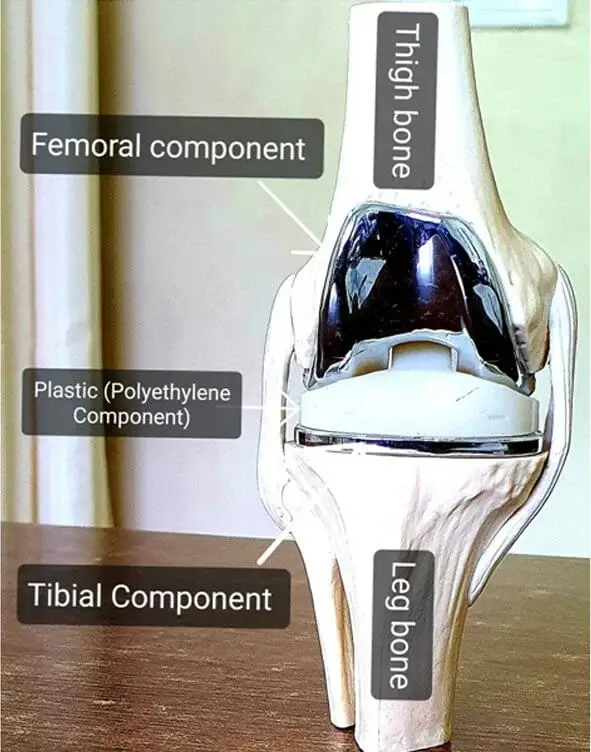 Thigh bone
Femoral component
Plastic (Polyethylene
Component)
Tibial Component
Leg bone